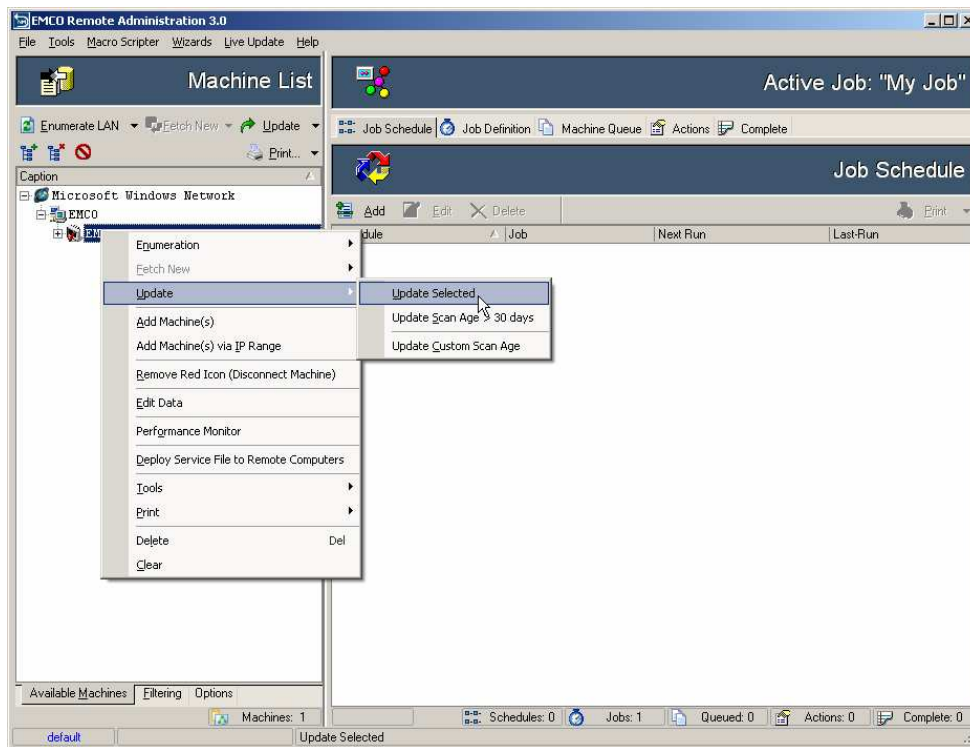 EMCO Remote Administration 3.0
File Tools Macro Scripter Wizards Live Update Help
Machine List
Active Job: "My Job"
Enumerate LAN Fetch New Update
Job Schedule Job Definition Machine Queue Actions Complete
Print...
Job Schedule
Caption
Microsoft Windows Network
Add Edit Delete Print
EMCO
dule Job Next Run Last-Run
EM
Enumeration
Fetch New
Update
Update Selected
Add Machine(s)
Update Scan Age > 30 days
Add Machine(s) via IP Range
Update Custom Scan Age
Remove Red Icon (Disconnect Machine)
Edit Data
Performance Monitor
Deploy Service File to Remote Computers
Tools
Print
Delete Del
Clear
Available Machines Filtering Options
Machines: 1
Schedules: 0 Jobs: 1 Queued: 0 Actions: 0 Complete: 0
default
Update Selected